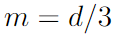 m = d/3